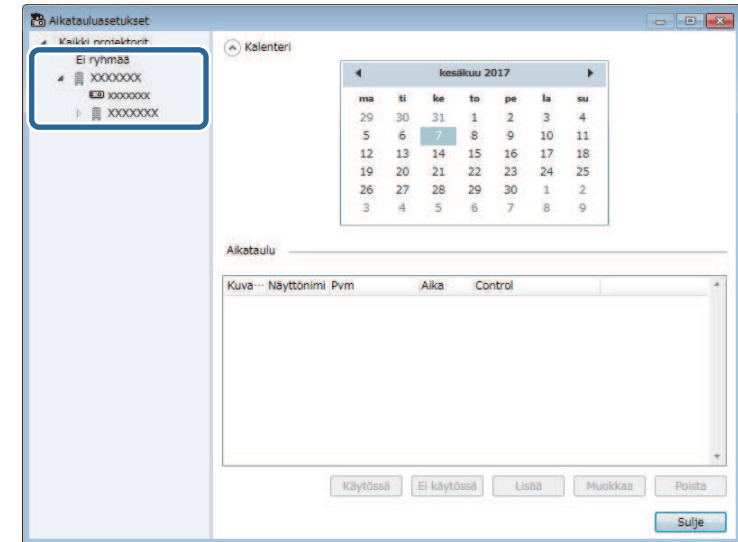 Aikatauluasetukset
Kaikki projektorit
Ei ryhmää
XXXXXXX
XXXXXXX
XXXXXXX
Kalenteri
kesäkuu 2017
ma ti ke to pe la su
29 30 31 1 2 3 4
5 6 7 8 9 10 11
12 13 14 15 16 17 18
19 20 21 22 23 24 25
26 27 28 29 30 1 2
3 4 5 6 7 8 9
Aikataulu
Kuva··· Näyttönimi Pvm Aika Control
Käytössä Ei käytössä Lisää Muokkaa Poista
Sulje